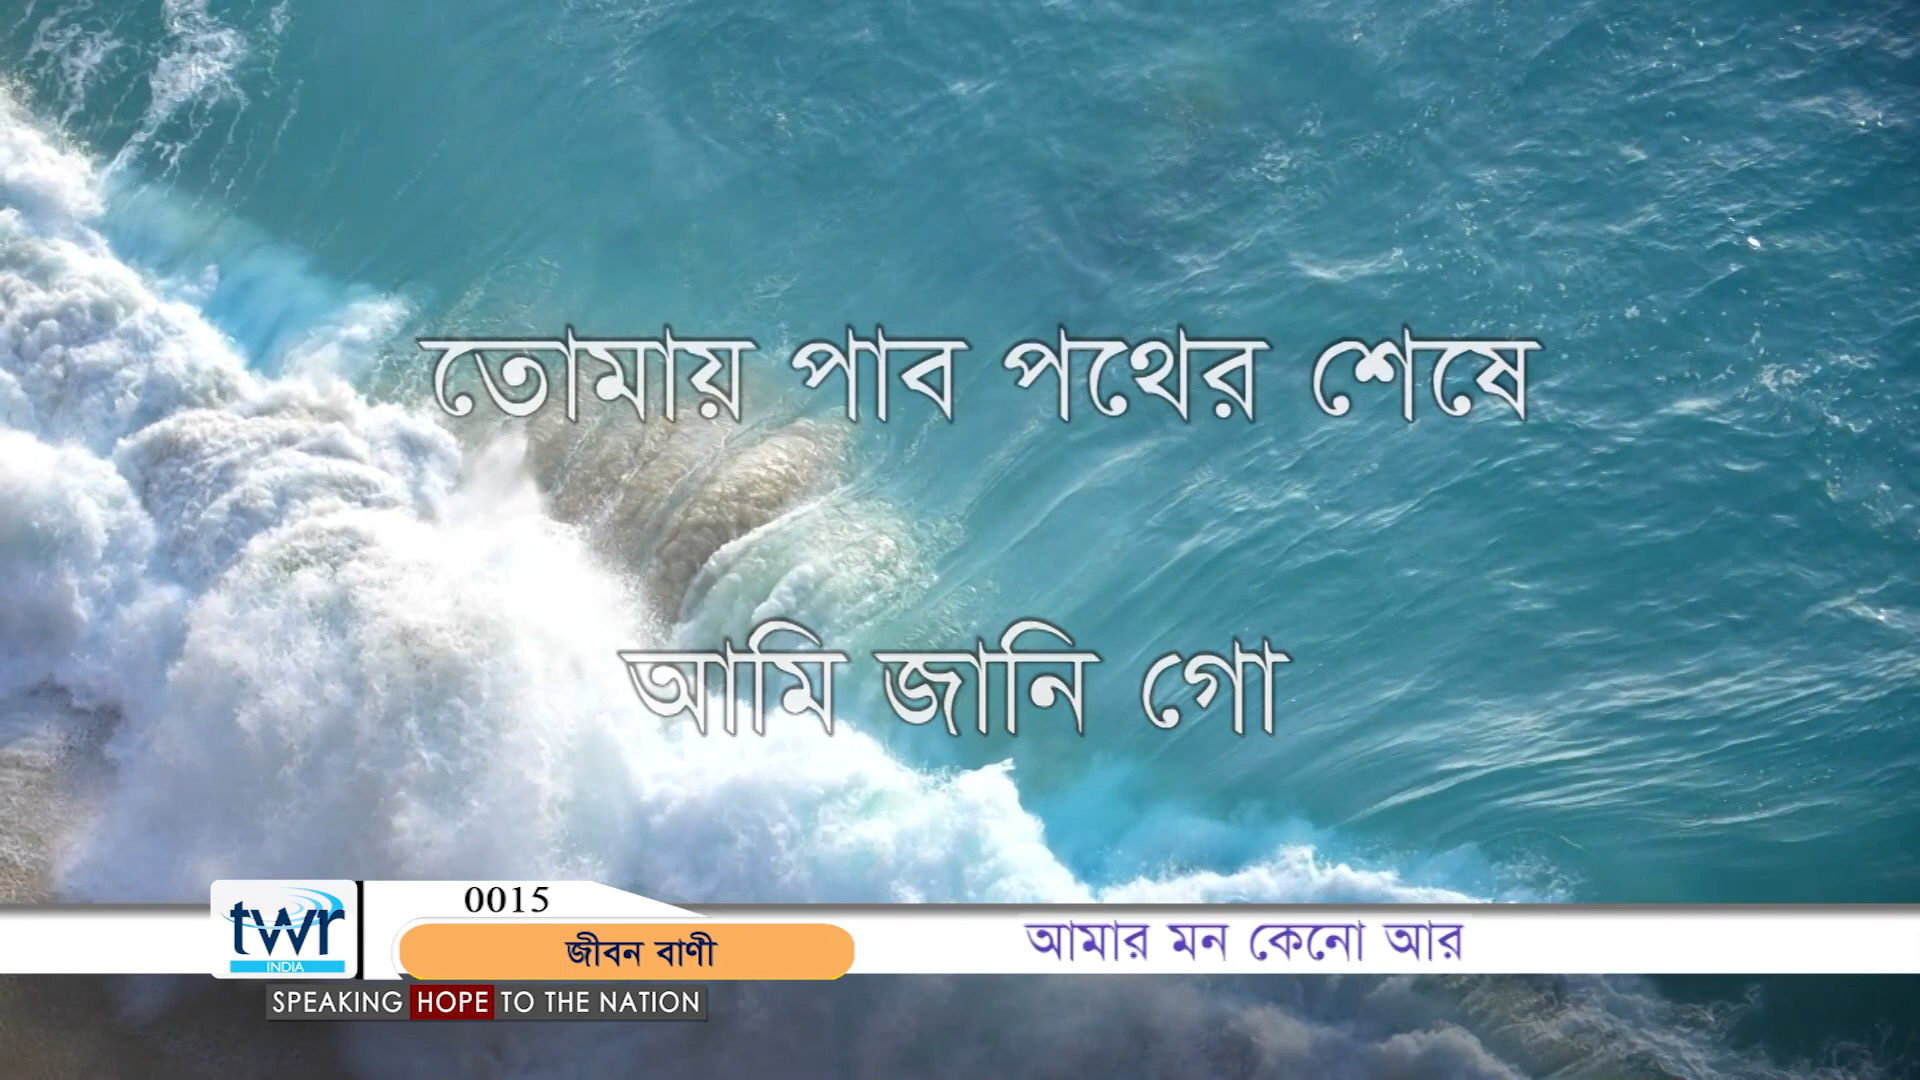 তোমায় পাব পথের শেষে
আমি জানি গো
0015
twr
INDIA
জীবন বাণী
আমার মন কেনো আর
SPEAKING HOPE TO THE NATION